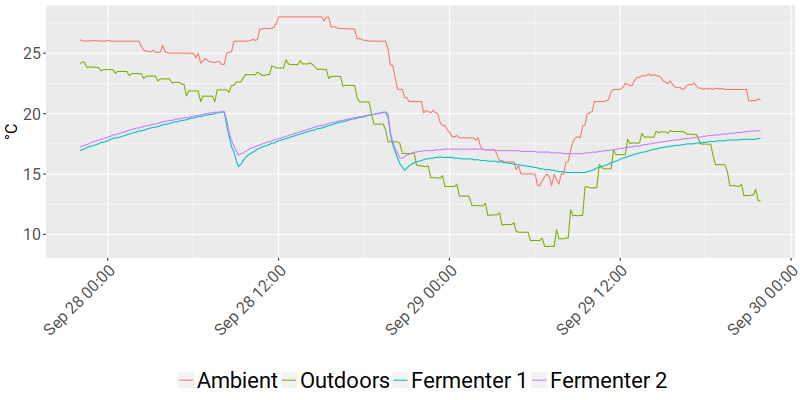 °C
25
20
15
10
Sep 28 00:00
Sep 28 12:00
Sep 29 00:00
Sep 29 12:00
Sep 30 00:00
Ambient Outdoors Fermenter 1 Fermenter 2